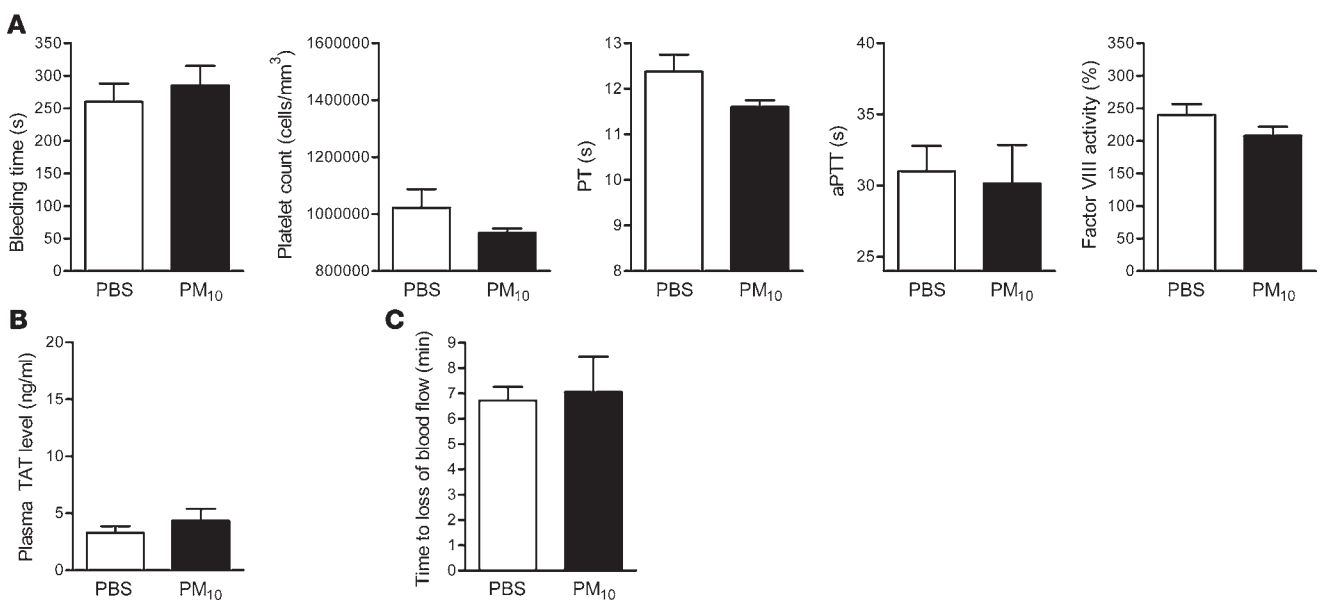 A
Bleeding time (s)
350
300
250
200
150
100
50
0
PBS
PM10
Platelet count (cells/mm3)
1600000
1400000
1200000
1000000
800000
PBS
PM10
PT (s)
13
12
11
10
9
8
PBS
PM10
aPTT (s)
40
35
30
25
PBS
PM10
Factor VIII activity (%)
350
300
250
200
150
100
50
0
PBS
PM10
B
Plasma TAT level (ng/ml)
20
15
10
5
0
PBS
PM10
C
Time to loss of blood flow (min)
9
8
7
6
5
4
3
2
1
0
PBS
PM10